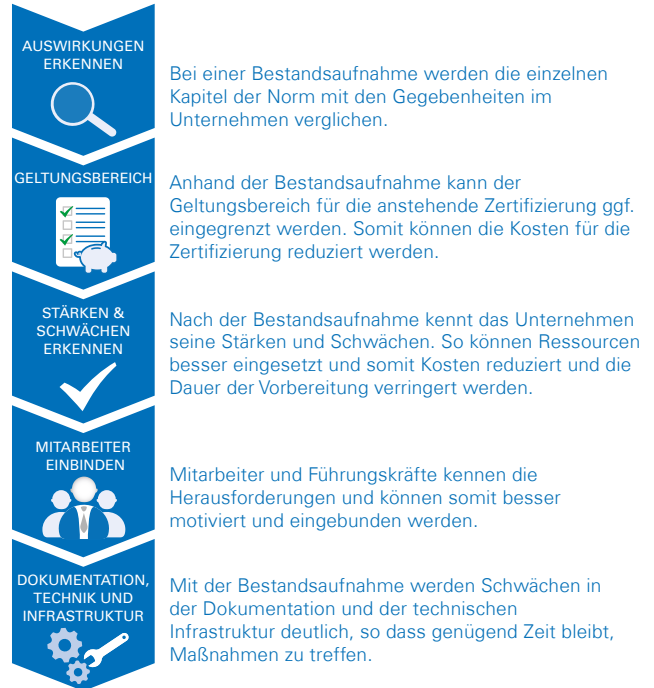 AUSWIRKUNGEN
ERKENNEN
Bei einer Bestandsaufnahme werden die einzelnen
Kapitel der Norm mit den Gegebenheiten im
Unternehmen verglichen.
GELTUNGSBEREICH
Anhand der Bestandsaufnahme kann der
Geltungsbereich für die anstehende Zertifizierung ggf.
eingegrenzt werden. Somit können die Kosten für die
Zertifizierung reduziert werden.
STÄRKEN &
SCHWÄCHEN
ERKENNEN
Nach der Bestandsaufnahme kennt das Unternehmen
seine Stärken und Schwächen. So können Ressourcen
besser eingesetzt und somit Kosten reduziert und die
Dauer der Vorbereitung verringert werden.
MITARBEITER
EINBINDEN
Mitarbeiter und Führungskräfte kennen die
Herausforderungen und können somit besser
motiviert und eingebunden werden.
DOKUMENTATION,
TECHNIK UND
INFRASTRUKTUR
Mit der Bestandsaufnahme werden Schwächen in
der Dokumentation und der technischen
Infrastruktur deutlich, so dass genügend Zeit bleibt,
Maßnahmen zu treffen.